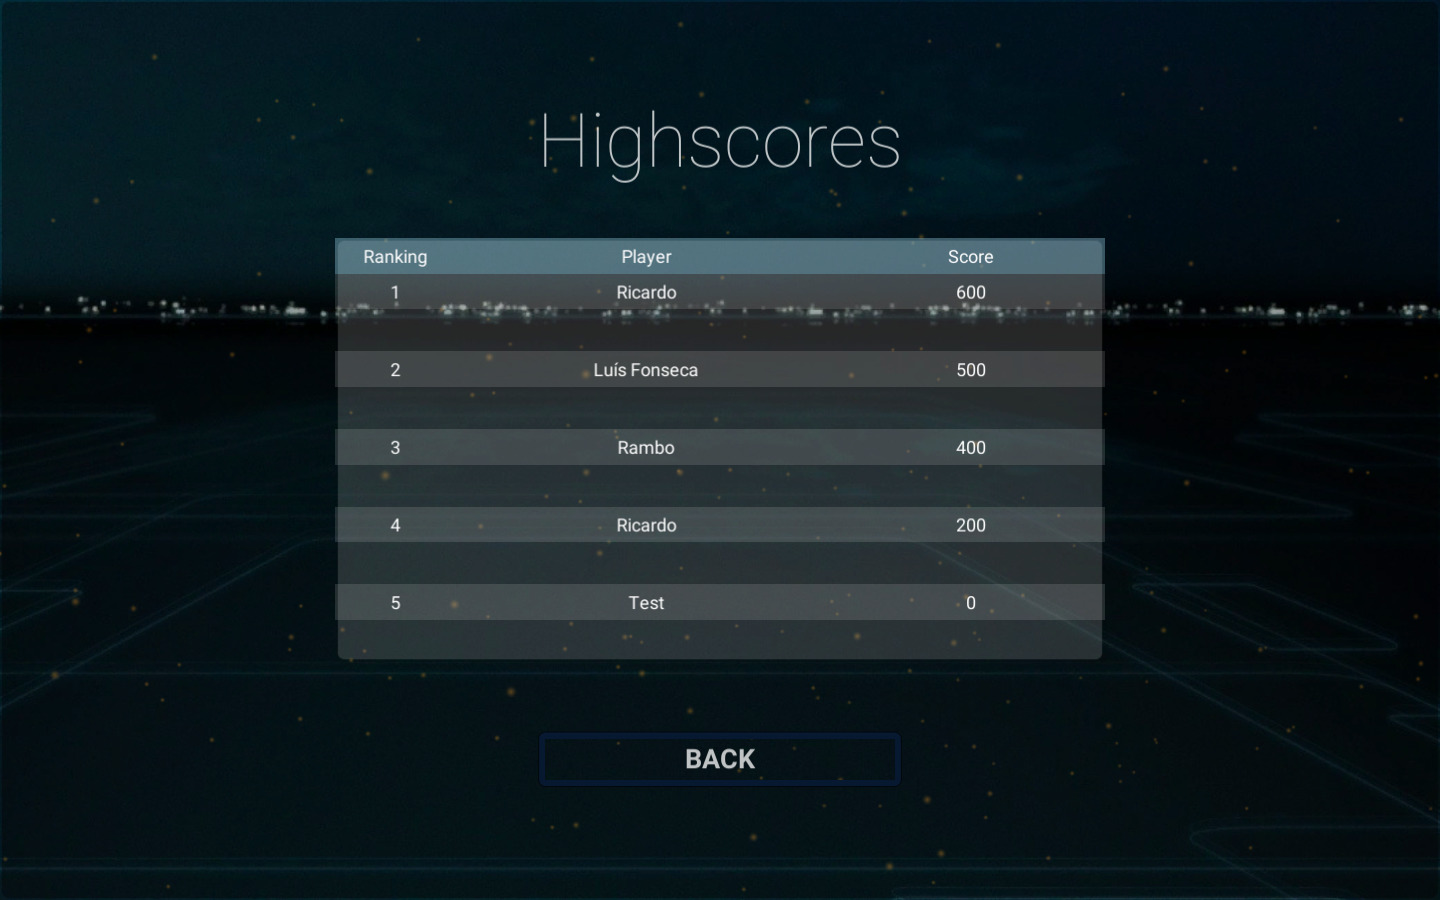 Highscores
Ranking Player Score
1 Ricardo 600
2 Luís Fonseca 500
3 Rambo 400
4 Ricardo 200
5 Test 0
BACK